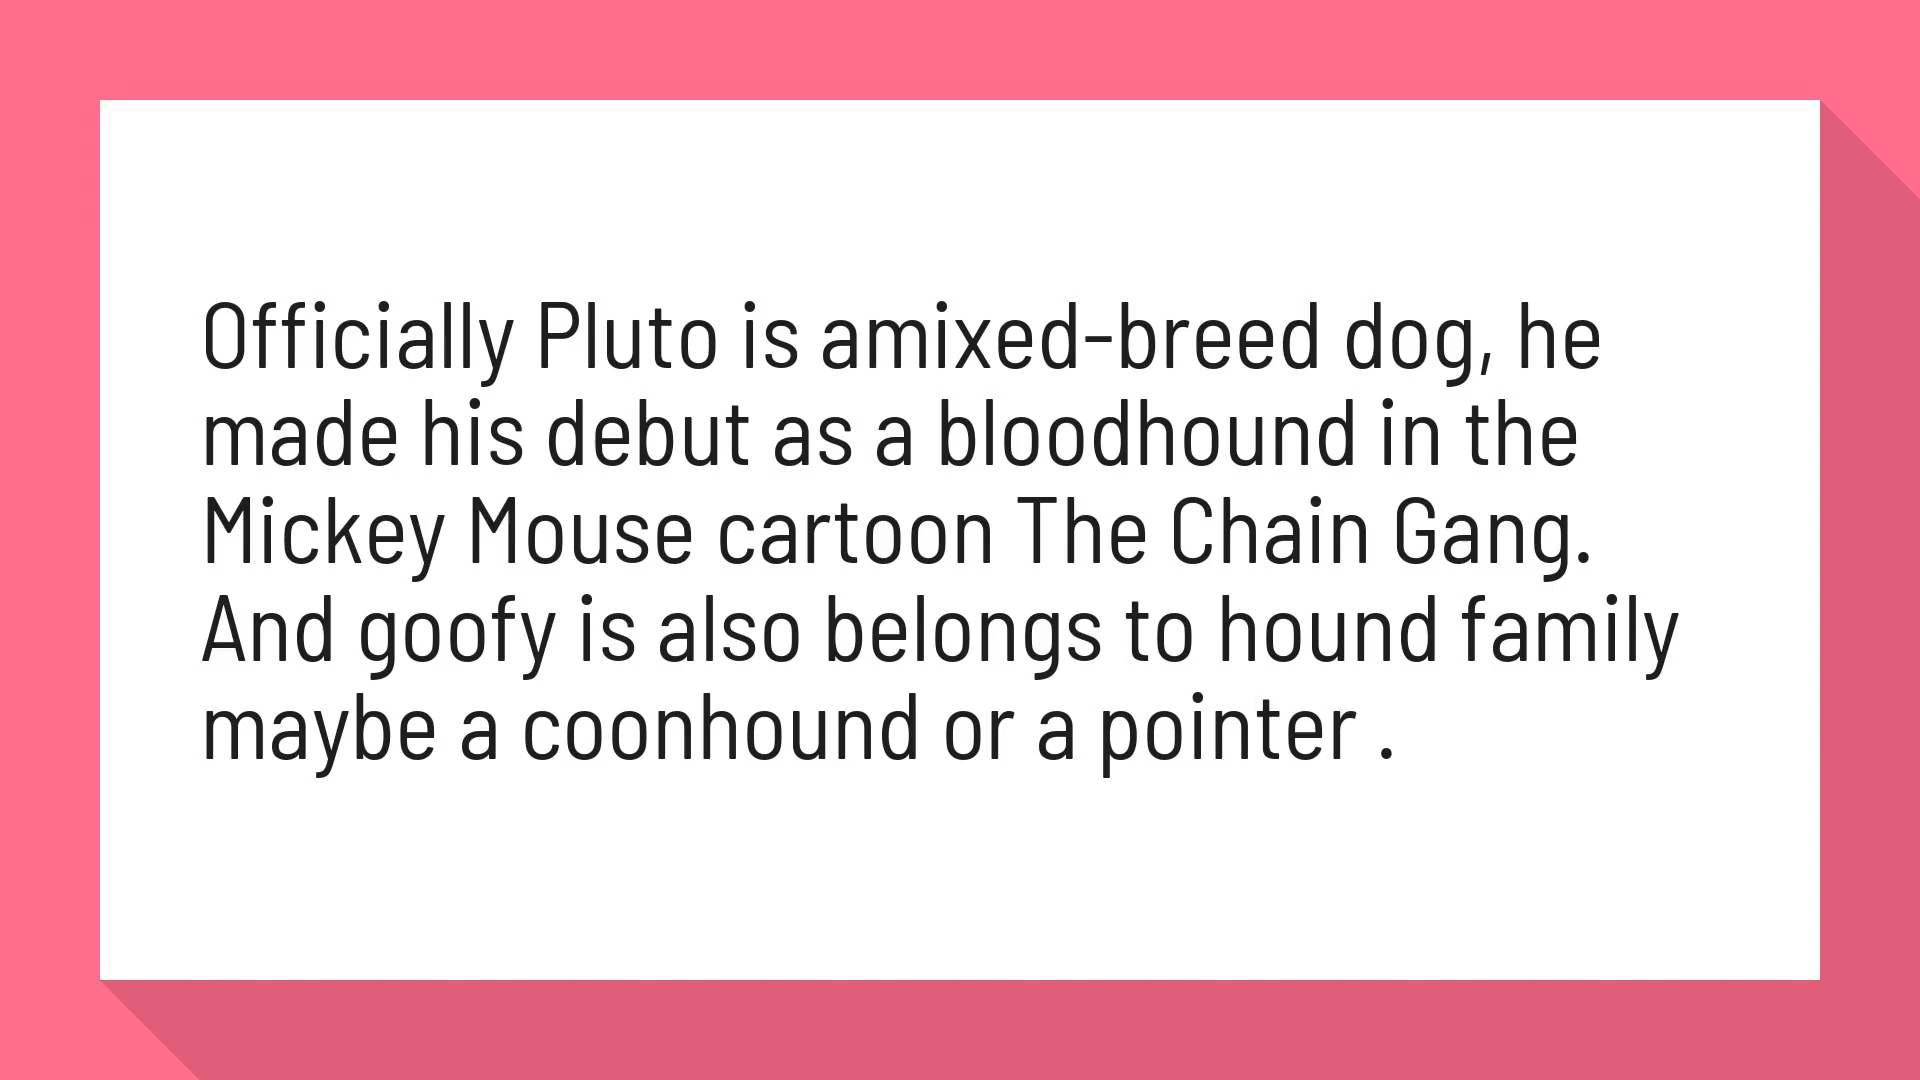 Officially Pluto is amixed-breed dog, he
made his debut as a bloodhound in the
Mickey Mouse cartoon The Chain Gang.
And goofy is also belongs to hound family
maybe a coonhound or a pointer .